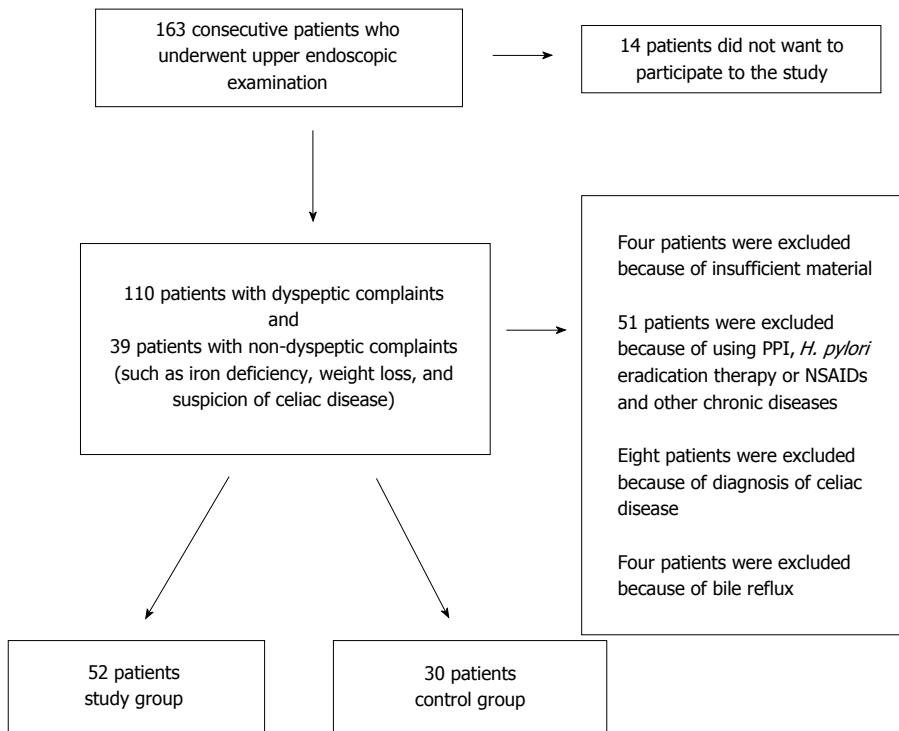 163 consecutive patients who
underwent upper endoscopic
examination
14 patients did not want to
participate to the study
110 patients with dyspeptic complaints
and
39 patients with non-dyspeptic complaints
(such as iron deficiency, weight loss, and
suspicion of celiac disease)
Four patients were excluded
because of insufficient material
51 patients were excluded
because of using PPI, H. pylori
eradication therapy or NSAIDs
and other chronic diseases
Eight patients were excluded
because of diagnosis of celiac
disease
Four patients were excluded
because of bile reflux
52 patients
study group
30 patients
control group